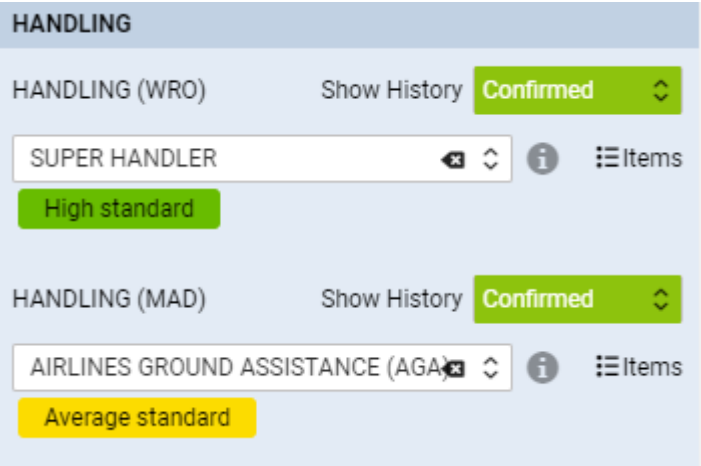 HANDLING
HANDLING (WRO) Show History Confirmed
SUPER HANDLER Items
High standard
HANDLING (MAD) Show History Confirmed
AIRLINES GROUND ASSISTANCE (AGA) Items
Average standard